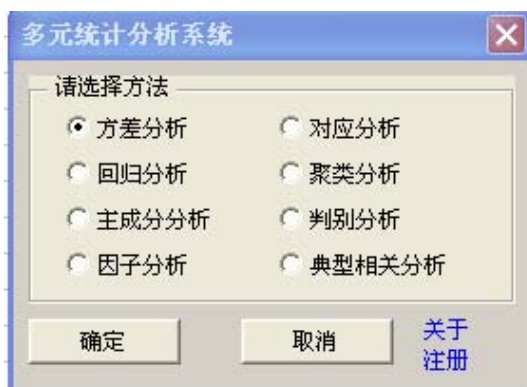 多元统计分析系统
请选择方法
方差分析 对应分析
回归分析 聚类分析
主成分分析 判别分析
因子分析 典型相关分析
确定 取消 关于
注册